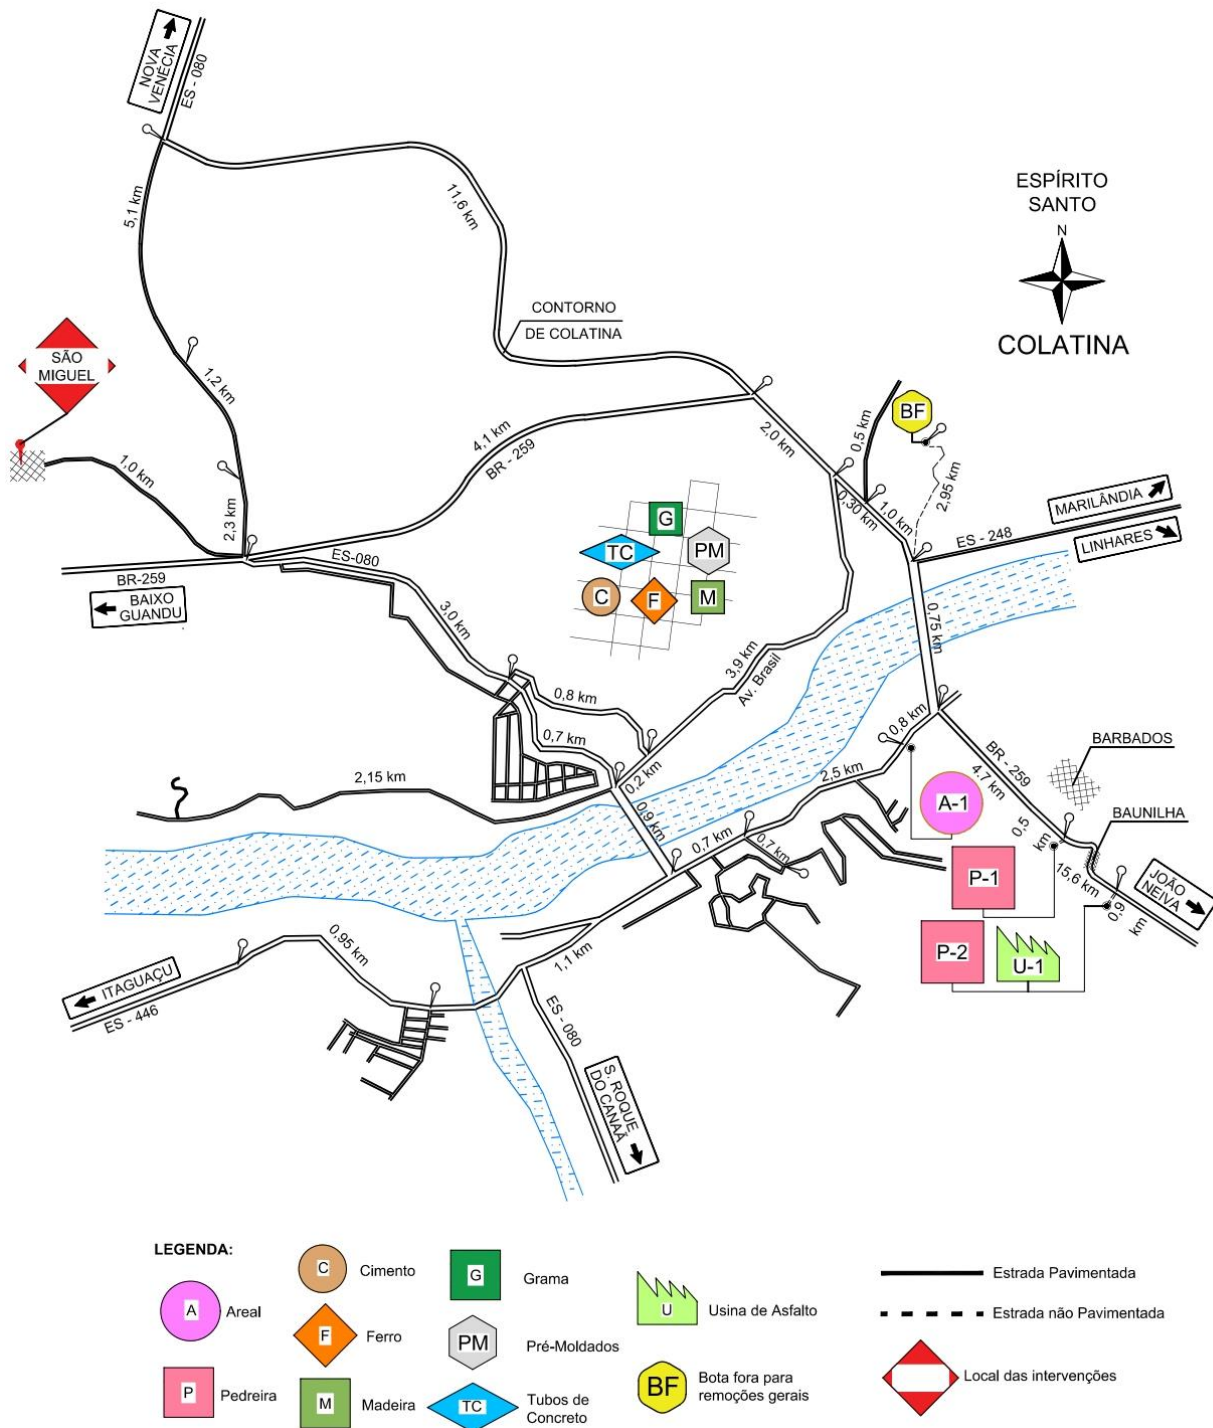 NOVA
VENÉCIA
ES - 080
5,1 km
11,6 km
ESPÍRITO
SANTO
N
COLATINA
CONTORNO
DE COLATINA
SÃO
MIGUEL
1,2 km
1,0 km
2,3 km
4,1 km
BR - 259
2,0 km
0,5 km
BF
2,95 km
0,30 km
1,0 km
MARILÂNDIA
ES - 248
LINHARES
G
TC
PM
C
F
M
BR-259
BAIXO
GUANDU
ES-080
3,0 km
0,8 km
0,7 km
3,9 km
Av. Brasil
0,75 km
0,2 km
2,15 km
0,9 km
0,8 km
2,5 km
0,7 km
0,7 km
BR - 259
4,7 km
BARBADOS
A-1
0,5
km
BAUNILHA
P-1
15,6 km
JOÃO
NEIVA
0,9
km
P-2
U-1
0,95 km
1,1 km
ITAGUAÇU
ES - 446
ES - 080
S. ROQUE
DO CANAÃ
LEGENDA:
A Areal
P Pedreira
C Cimento
F Ferro
M Madeira
G Grama
PM Pré-Moldados
TC Tubos de
Concreto
U Usina de Asfalto
BF Bota fora para
remoções gerais
Estrada Pavimentada
Estrada não Pavimentada
Local das intervenções